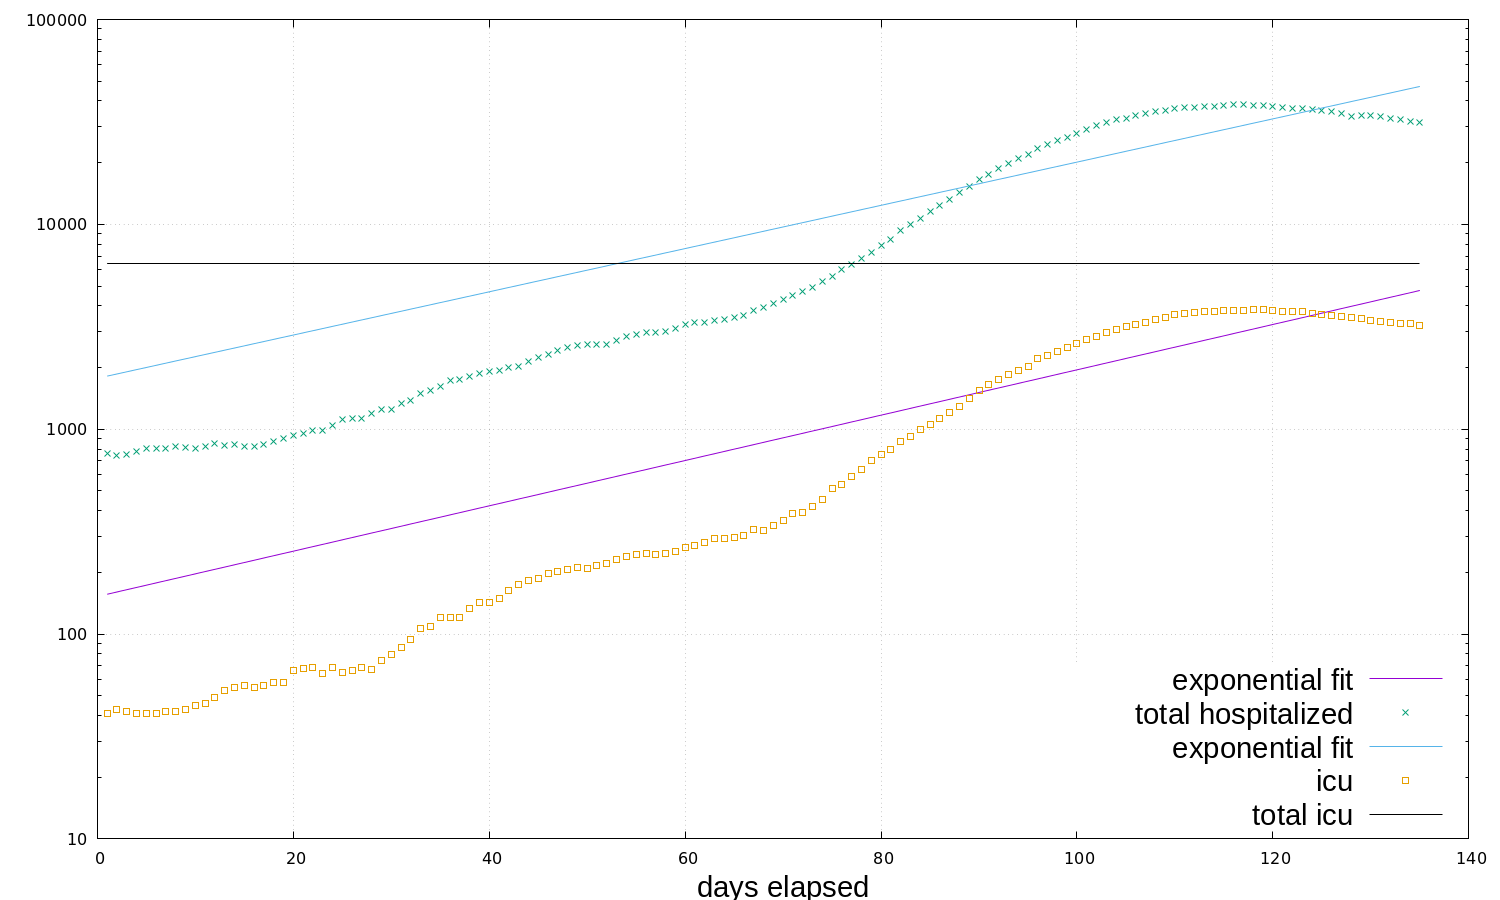 100000
10000
1000
100
10
0 20 40 60 80 100 120 140
days elapsed
exponential fit
total hospitalized
exponential fit
icu
total icu